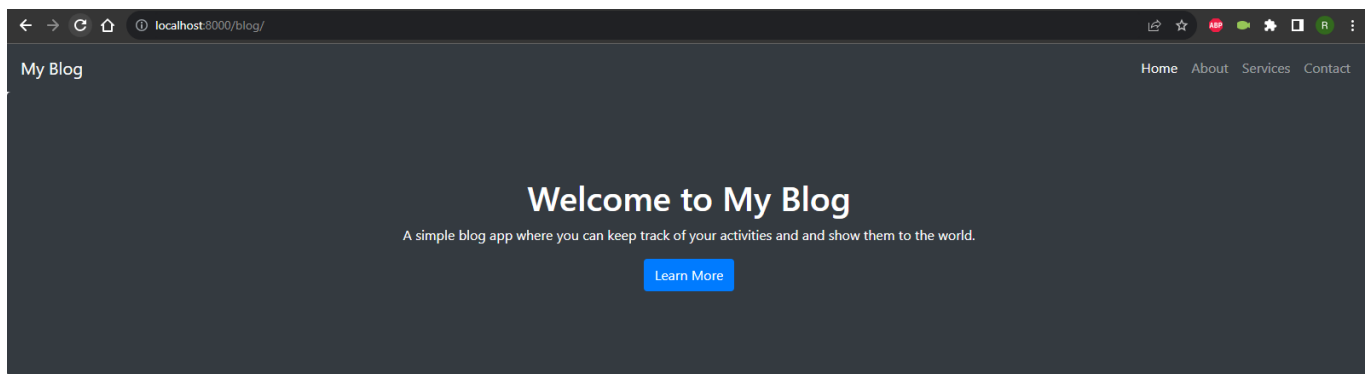 localhost:8000/blog/
ABP
R
My Blog
Home About Services Contact
Welcome to My Blog
A simple blog app where you can keep track of your activities and and show them to the world.
Learn More